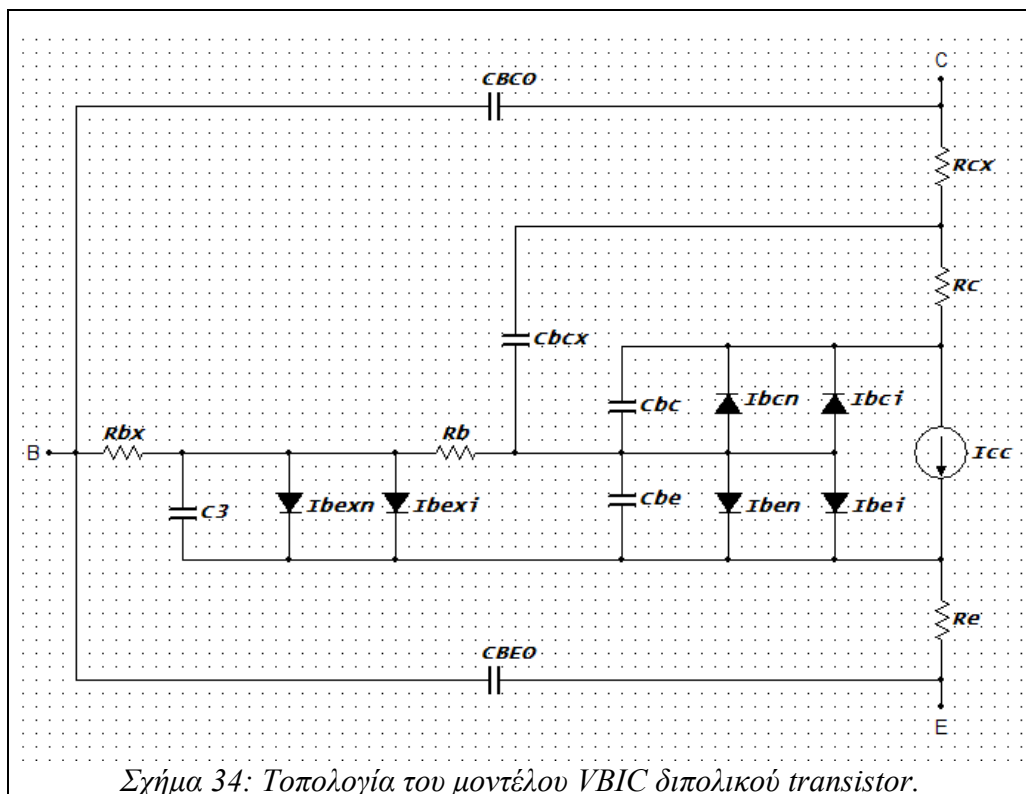 C
CBCO
Rcx
Rc
Cbcx
Cbc
Ibcn
Ibci
B
Rbx
Rb
Icc
C3
Ibexn
Ibexi
Cbe
Iben
Ibei
Re
CBEO
E
Σχήμα 34: Τοπολογία του μοντέλου VBIC διπολικού transistor.